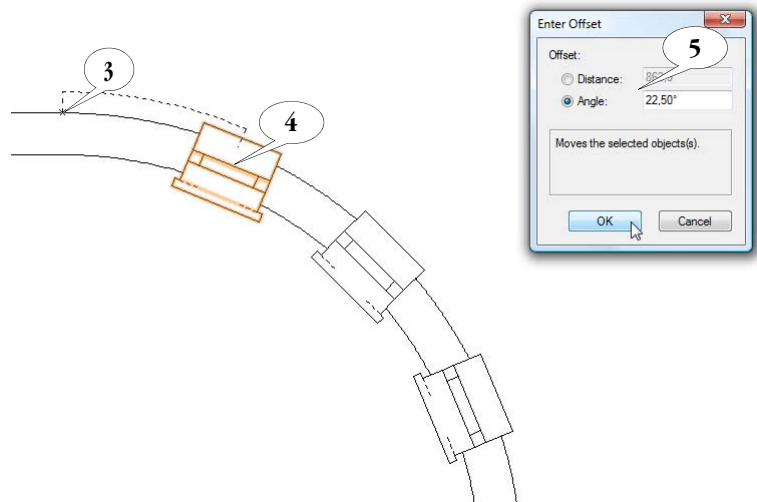 3
4
5
Enter Offset
Offset:
Distance:
Angle: 22,50°
Moves the selected objects(s).
OK Cancel